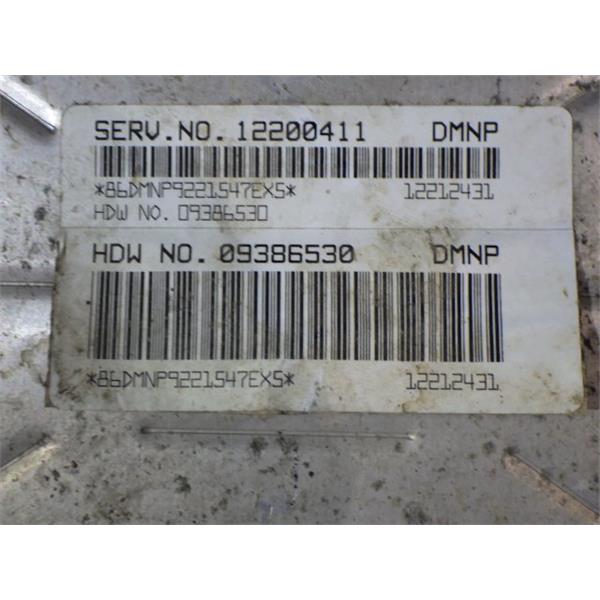 SERV.NO. 12200411 DMNP
*86DMNP9221547EX5* 12212431
HDW NO. 09386530
HDW NO. 09386530 DMNP
*86DMNP9221547EX5* 12212431